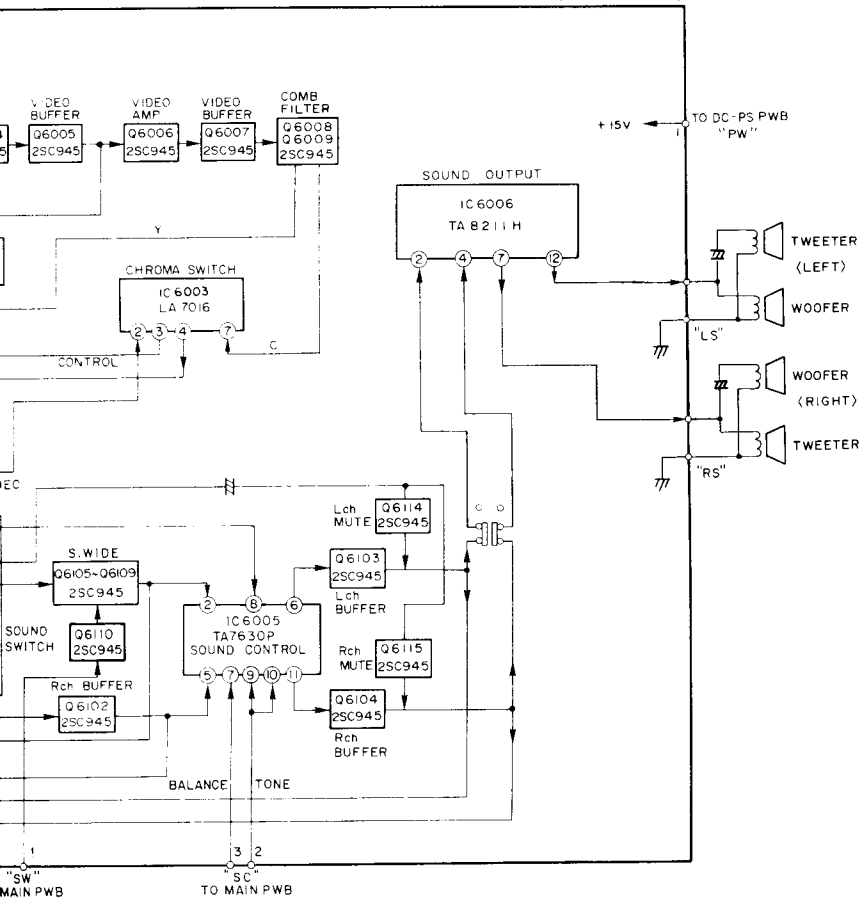 VIDEO
BUFFER
VIDEO
AMP
VIDEO
BUFFER
COMB
FILTER
Q6005
2SC945
Q6006
2SC945
Q6007
2SC945
Q6008
Q6009
2SC945
5
+15V
1
TO DC-PS PWB
"PW"
SOUND OUTPUT
IC6006
TA8211H
2
4
7
12
TWEETER
(LEFT)
WOOFER
"LS"
WOOFER
(RIGHT)
TWEETER
"RS"
Y
CHROMA SWITCH
IC6003
LA7016
2
3
4
7
CONTROL
C
DEC
Lch
MUTE
Q6114
2SC945
S.WIDE
Q6105~Q6109
2SC945
Q6103
2SC945
Lch
BUFFER
2
8
6
IC6005
TA7630P
SOUND CONTROL
5
7
9
10
11
SOUND
SWITCH
Q6110
2SC945
Rch
MUTE
Q6115
2SC945
Rch BUFFER
Q6102
2SC945
Q6104
2SC945
Rch
BUFFER
BALANCE
TONE
1
3
2
"SW"
MAIN PWB
"SC"
TO MAIN PWB